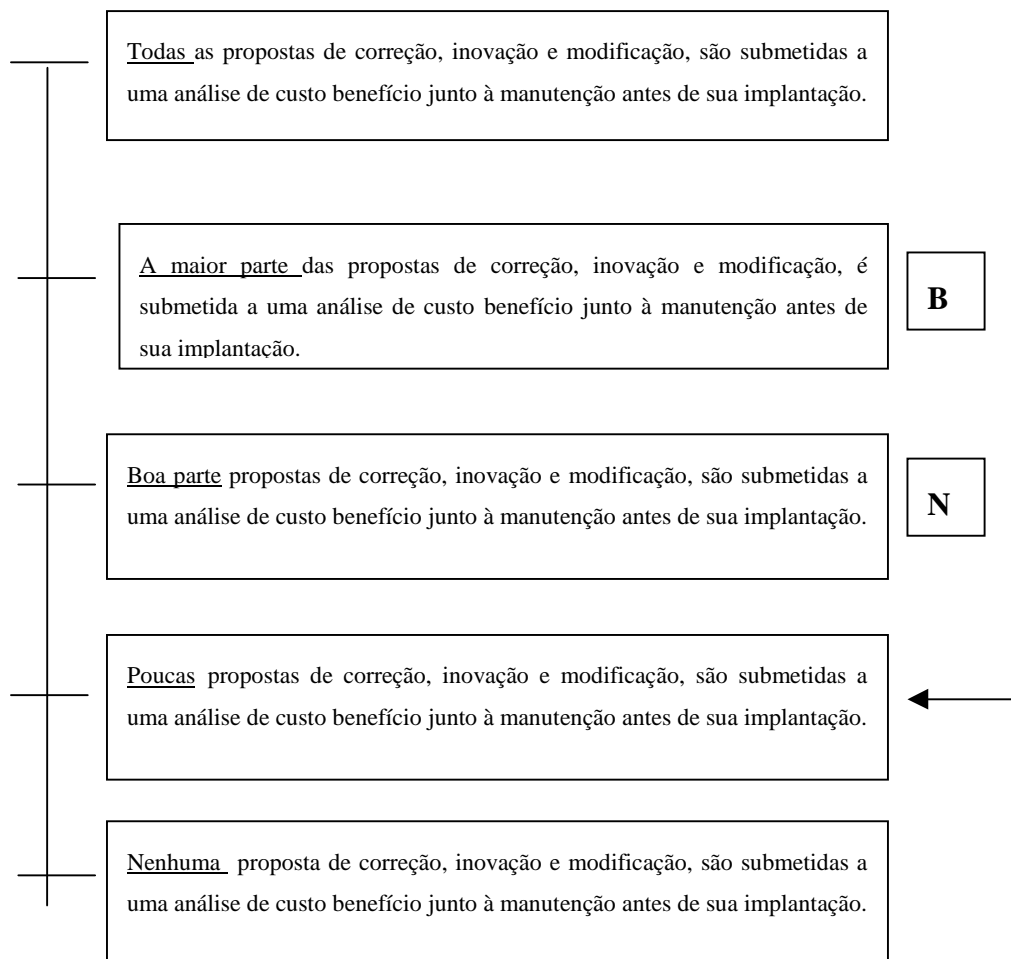 Todas as propostas de correção, inovação e modificação, são submetidas a
uma análise de custo benefício junto à manutenção antes de sua implantação.
A maior parte das propostas de correção, inovação e modificação, é
submetida a uma análise de custo benefício junto à manutenção antes de
sua implantação.
B
Boa parte propostas de correção, inovação e modificação, são submetidas a
uma análise de custo benefício junto à manutenção antes de sua implantação.
N
Poucas propostas de correção, inovação e modificação, são submetidas a
uma análise de custo benefício junto à manutenção antes de sua implantação.
Nenhuma proposta de correção, inovação e modificação, são submetidas a
uma análise de custo benefício junto à manutenção antes de sua implantação.